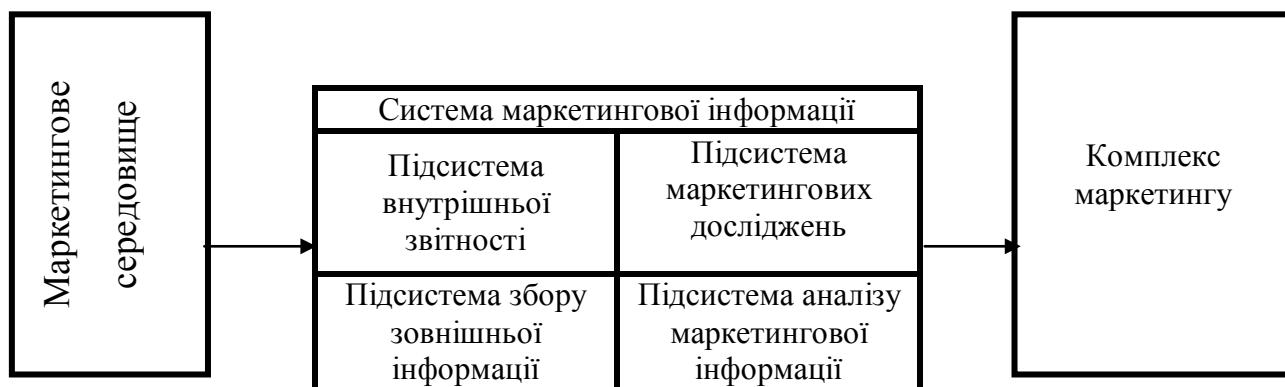 Маркетингове
середовище
Система маркетингової інформації
Підсистема
внутрішньої
звітності
Підсистема
маркетингових
досліджень
Підсистема збору
зовнішньої
інформації
Підсистема аналізу
маркетингової
інформації
Комплекс
маркетингу